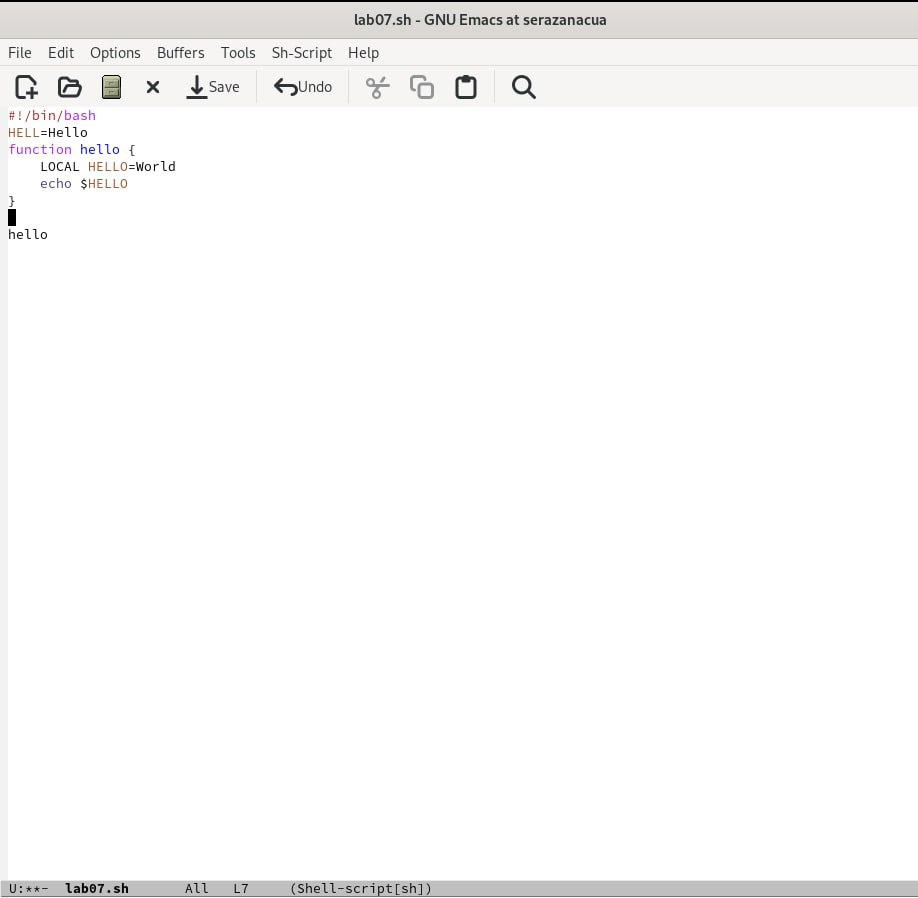 lab07.sh - GNU Emacs at serazanacua
File Edit Options Buffers Tools Sh-Script Help
Save Undo
#!/bin/bash
HELL=Hello
function hello {
    LOCAL HELLO=World
    echo $HELLO
}
hello
U:**-  lab07.sh       All   L7     (Shell-script[sh])